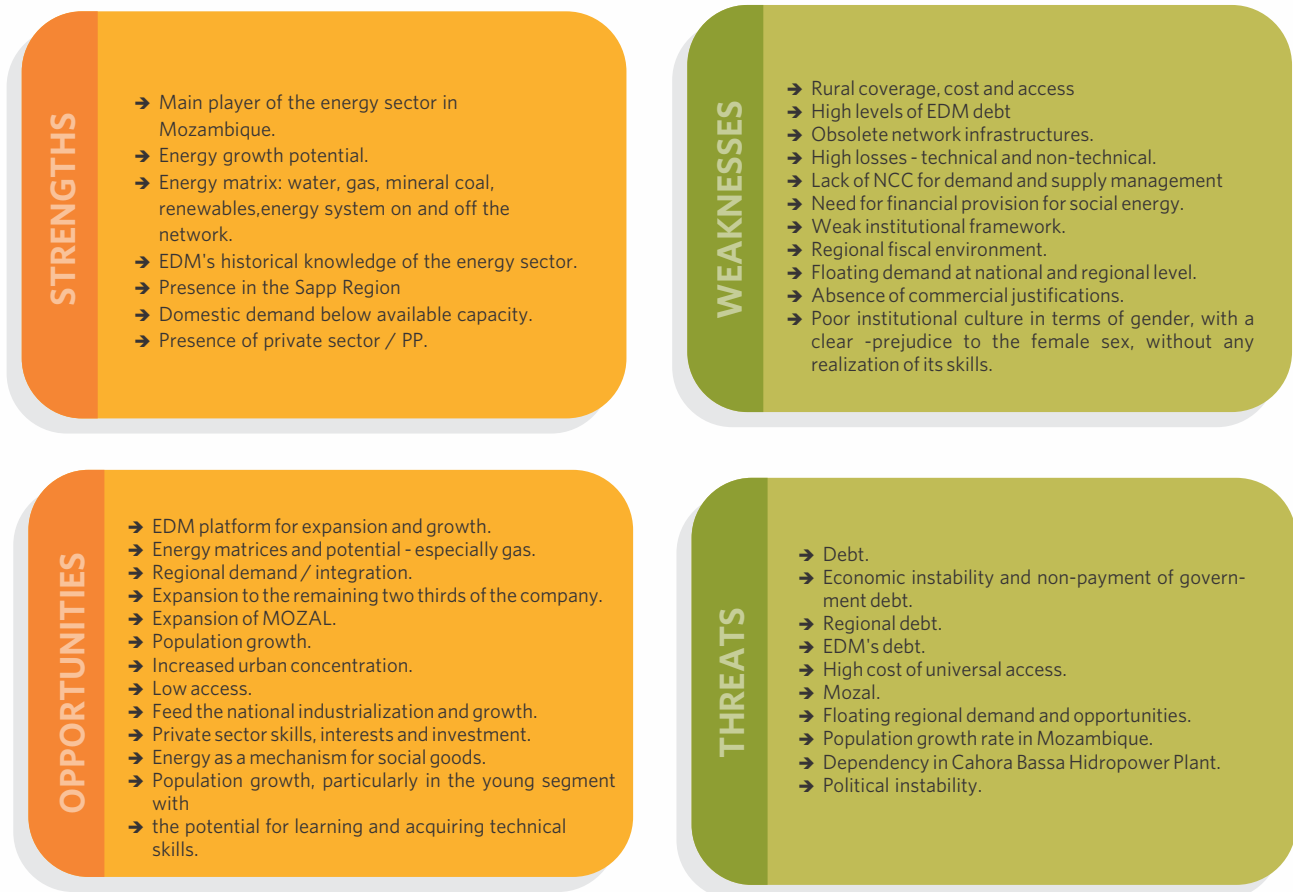 STRENGTHS
➔ Main player of the energy sector in
Mozambique.
➔ Energy growth potential.
➔ Energy matrix: water, gas, mineral coal,
renewables,energy system on and off the
network.
➔ EDM's historical knowledge of the energy sector.
➔ Presence in the Sapp Region
➔ Domestic demand below available capacity.
➔ Presence of private sector / PP.
WEAKNESSES
➔ Rural coverage, cost and access
➔ High levels of EDM debt
➔ Obsolete network infrastructures.
➔ High losses - technical and non-technical.
➔ Lack of NCC for demand and supply management
➔ Need for financial provision for social energy.
➔ Weak institutional framework.
➔ Regional fiscal environment.
➔ Floating demand at national and regional level.
➔ Absence of commercial justifications.
➔ Poor institutional culture in terms of gender, with a
clear -prejudice to the female sex, without any
realization of its skills.
OPPORTUNITIES
➔ EDM platform for expansion and growth.
➔ Energy matrices and potential - especially gas.
➔ Regional demand / integration.
➔ Expansion to the remaining two thirds of the company.
➔ Expansion of MOZAL.
➔ Population growth.
➔ Increased urban concentration.
➔ Low access.
➔ Feed the national industrialization and growth.
➔ Private sector skills, interests and investment.
➔ Energy as a mechanism for social goods.
➔ Population growth, particularly in the young segment
with
➔ the potential for learning and acquiring technical
skills.
THREATS
➔ Debt.
➔ Economic instability and non-payment of govern-
ment debt.
➔ Regional debt.
➔ EDM's debt.
➔ High cost of universal access.
➔ Mozal.
➔ Floating regional demand and opportunities.
➔ Population growth rate in Mozambique.
➔ Dependency in Cahora Bassa Hidropower Plant.
➔ Political instability.